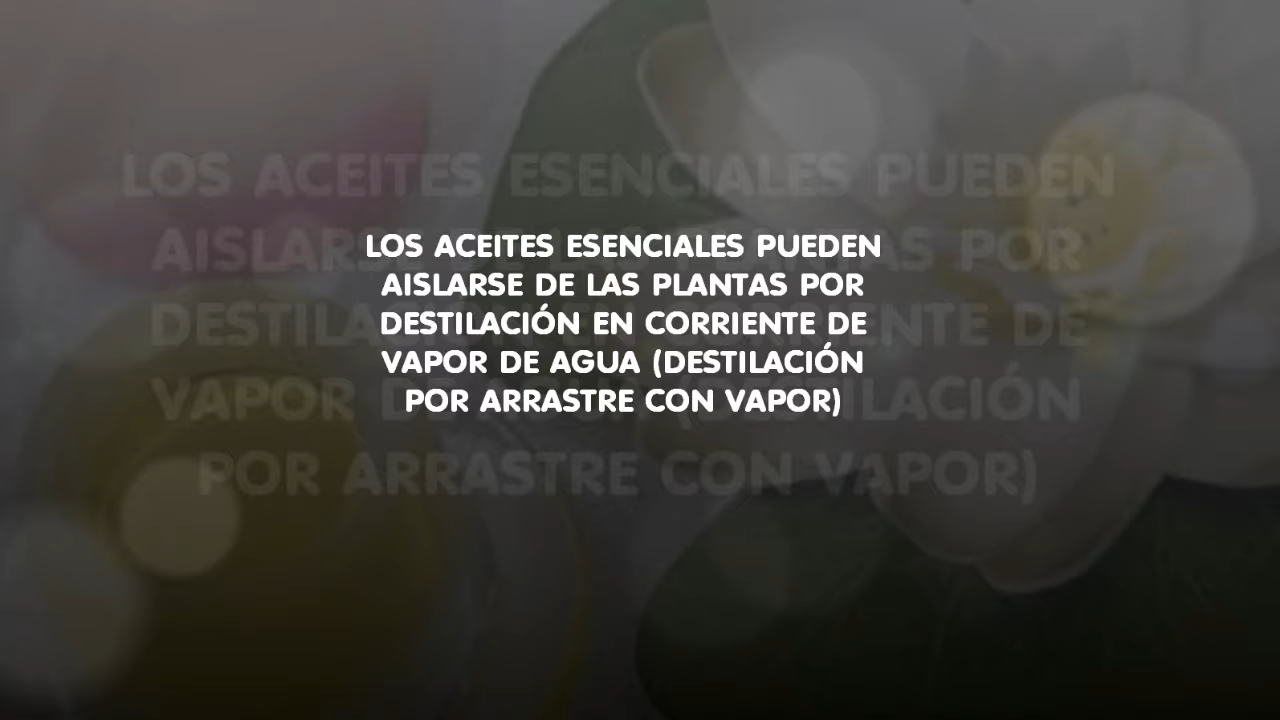 LOS ACEITES ESENCIALES PUEDEN
AISLARSE DE LAS PLANTAS POR
DESTILACIÓN EN CORRIENTE DE
VAPOR DE AGUA (DESTILACIÓN
POR ARRASTRE CON VAPOR)